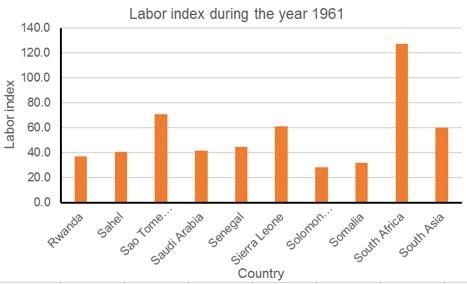 Labor index during the year 1961
Labor index
140.0
120.0
100.0
80.0
60.0
40.0
20.0
0.0
Rwanda
Sahel
Sao Tome...
Saudi Arabia
Senegal
Sierra Leone
Solomon...
Somalia
South Africa
South Asia
Country